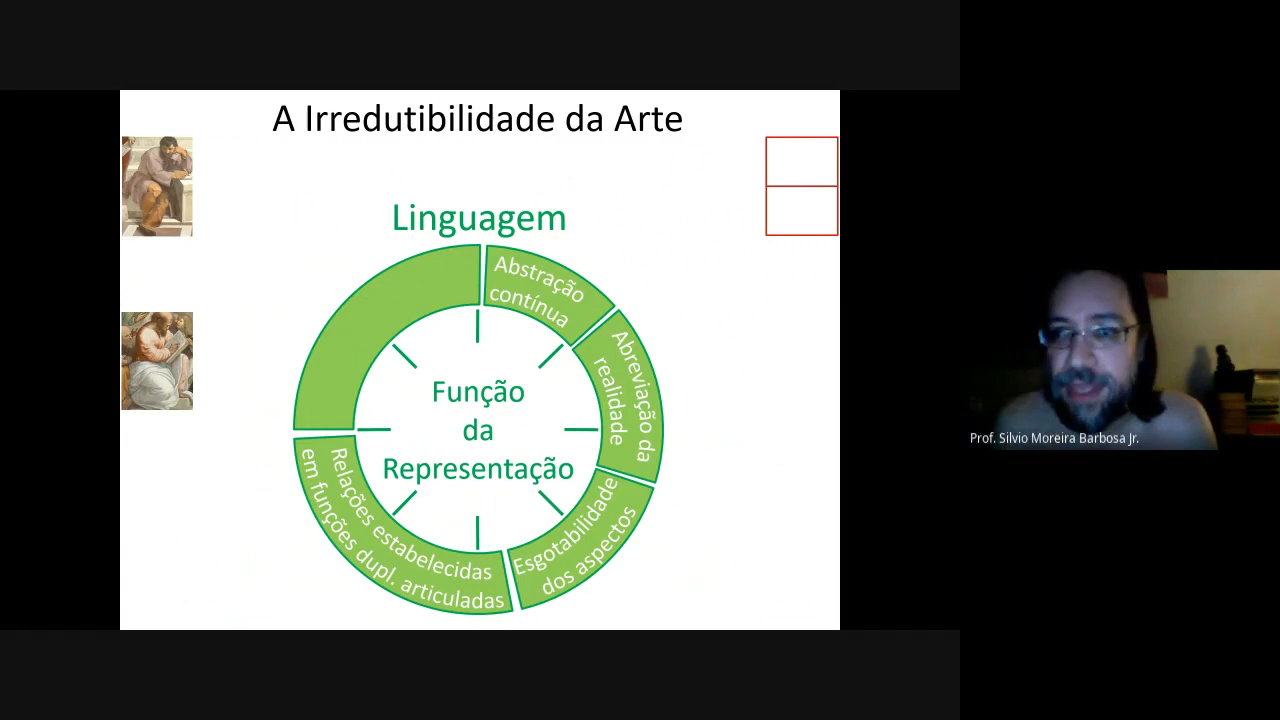 A Irredutibilidade da Arte
Linguagem
Abstração
contínua
Abreviação da
realidade
Esgotabilidade
dos aspectos
Relações estabelecidas
em funções dupl. articuladas
Função
da
Representação
Prof. Silvio Moreira Barbosa Jr.